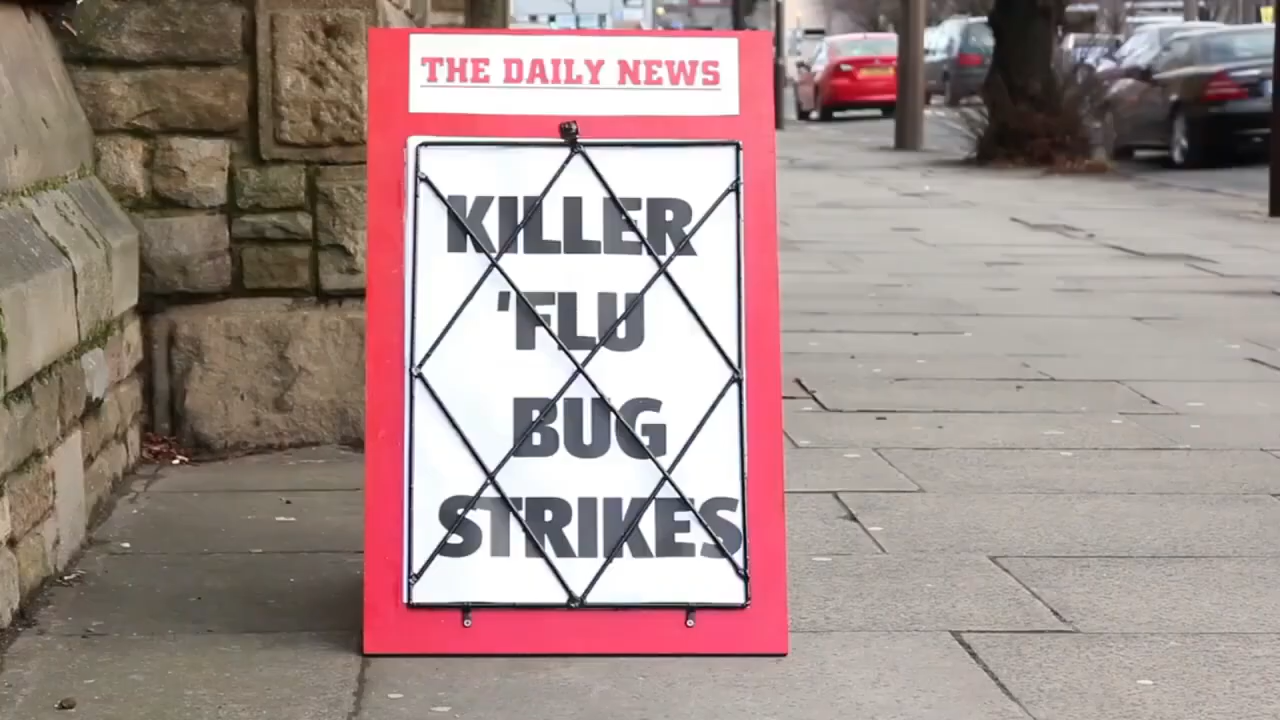 THE DAILY NEWS
KILLER
'FLU
BUG
STRIKES